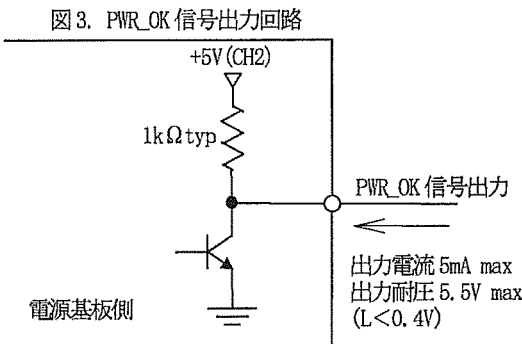 図3. PWR_OK 信号出力回路
+5V(CH2)
1kΩtyp
PWR_OK 信号出力
出力電流 5mA max
出力耐圧 5.5V max
(L<0.4V)
電源基板側